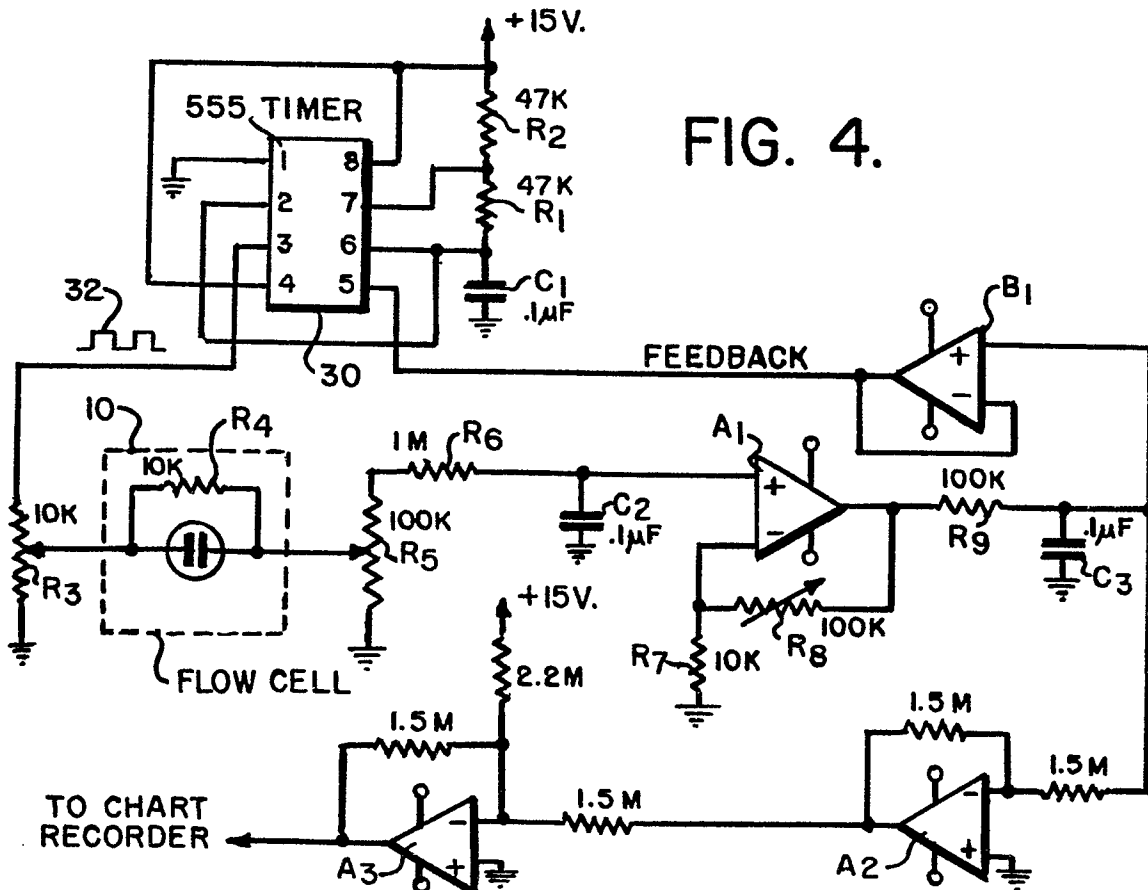 +15V.
555 TIMER
47K
R2
FIG. 4.
1 8
2 7
3 6
4 5
47K
R1
C1
.1µF
32
30
B1
+
-
FEEDBACK
10
R4
10K
1M
R6
A1
+
-
10K
R3
100K
R5
C2
.1µF
100K
R9
.1µF
C3
FLOW CELL
+15V.
R7
10K
R8
100K
2.2M
1.5M
1.5M
1.5M
1.5M
TO CHART
RECORDER
A3
-
+
A2
-
+